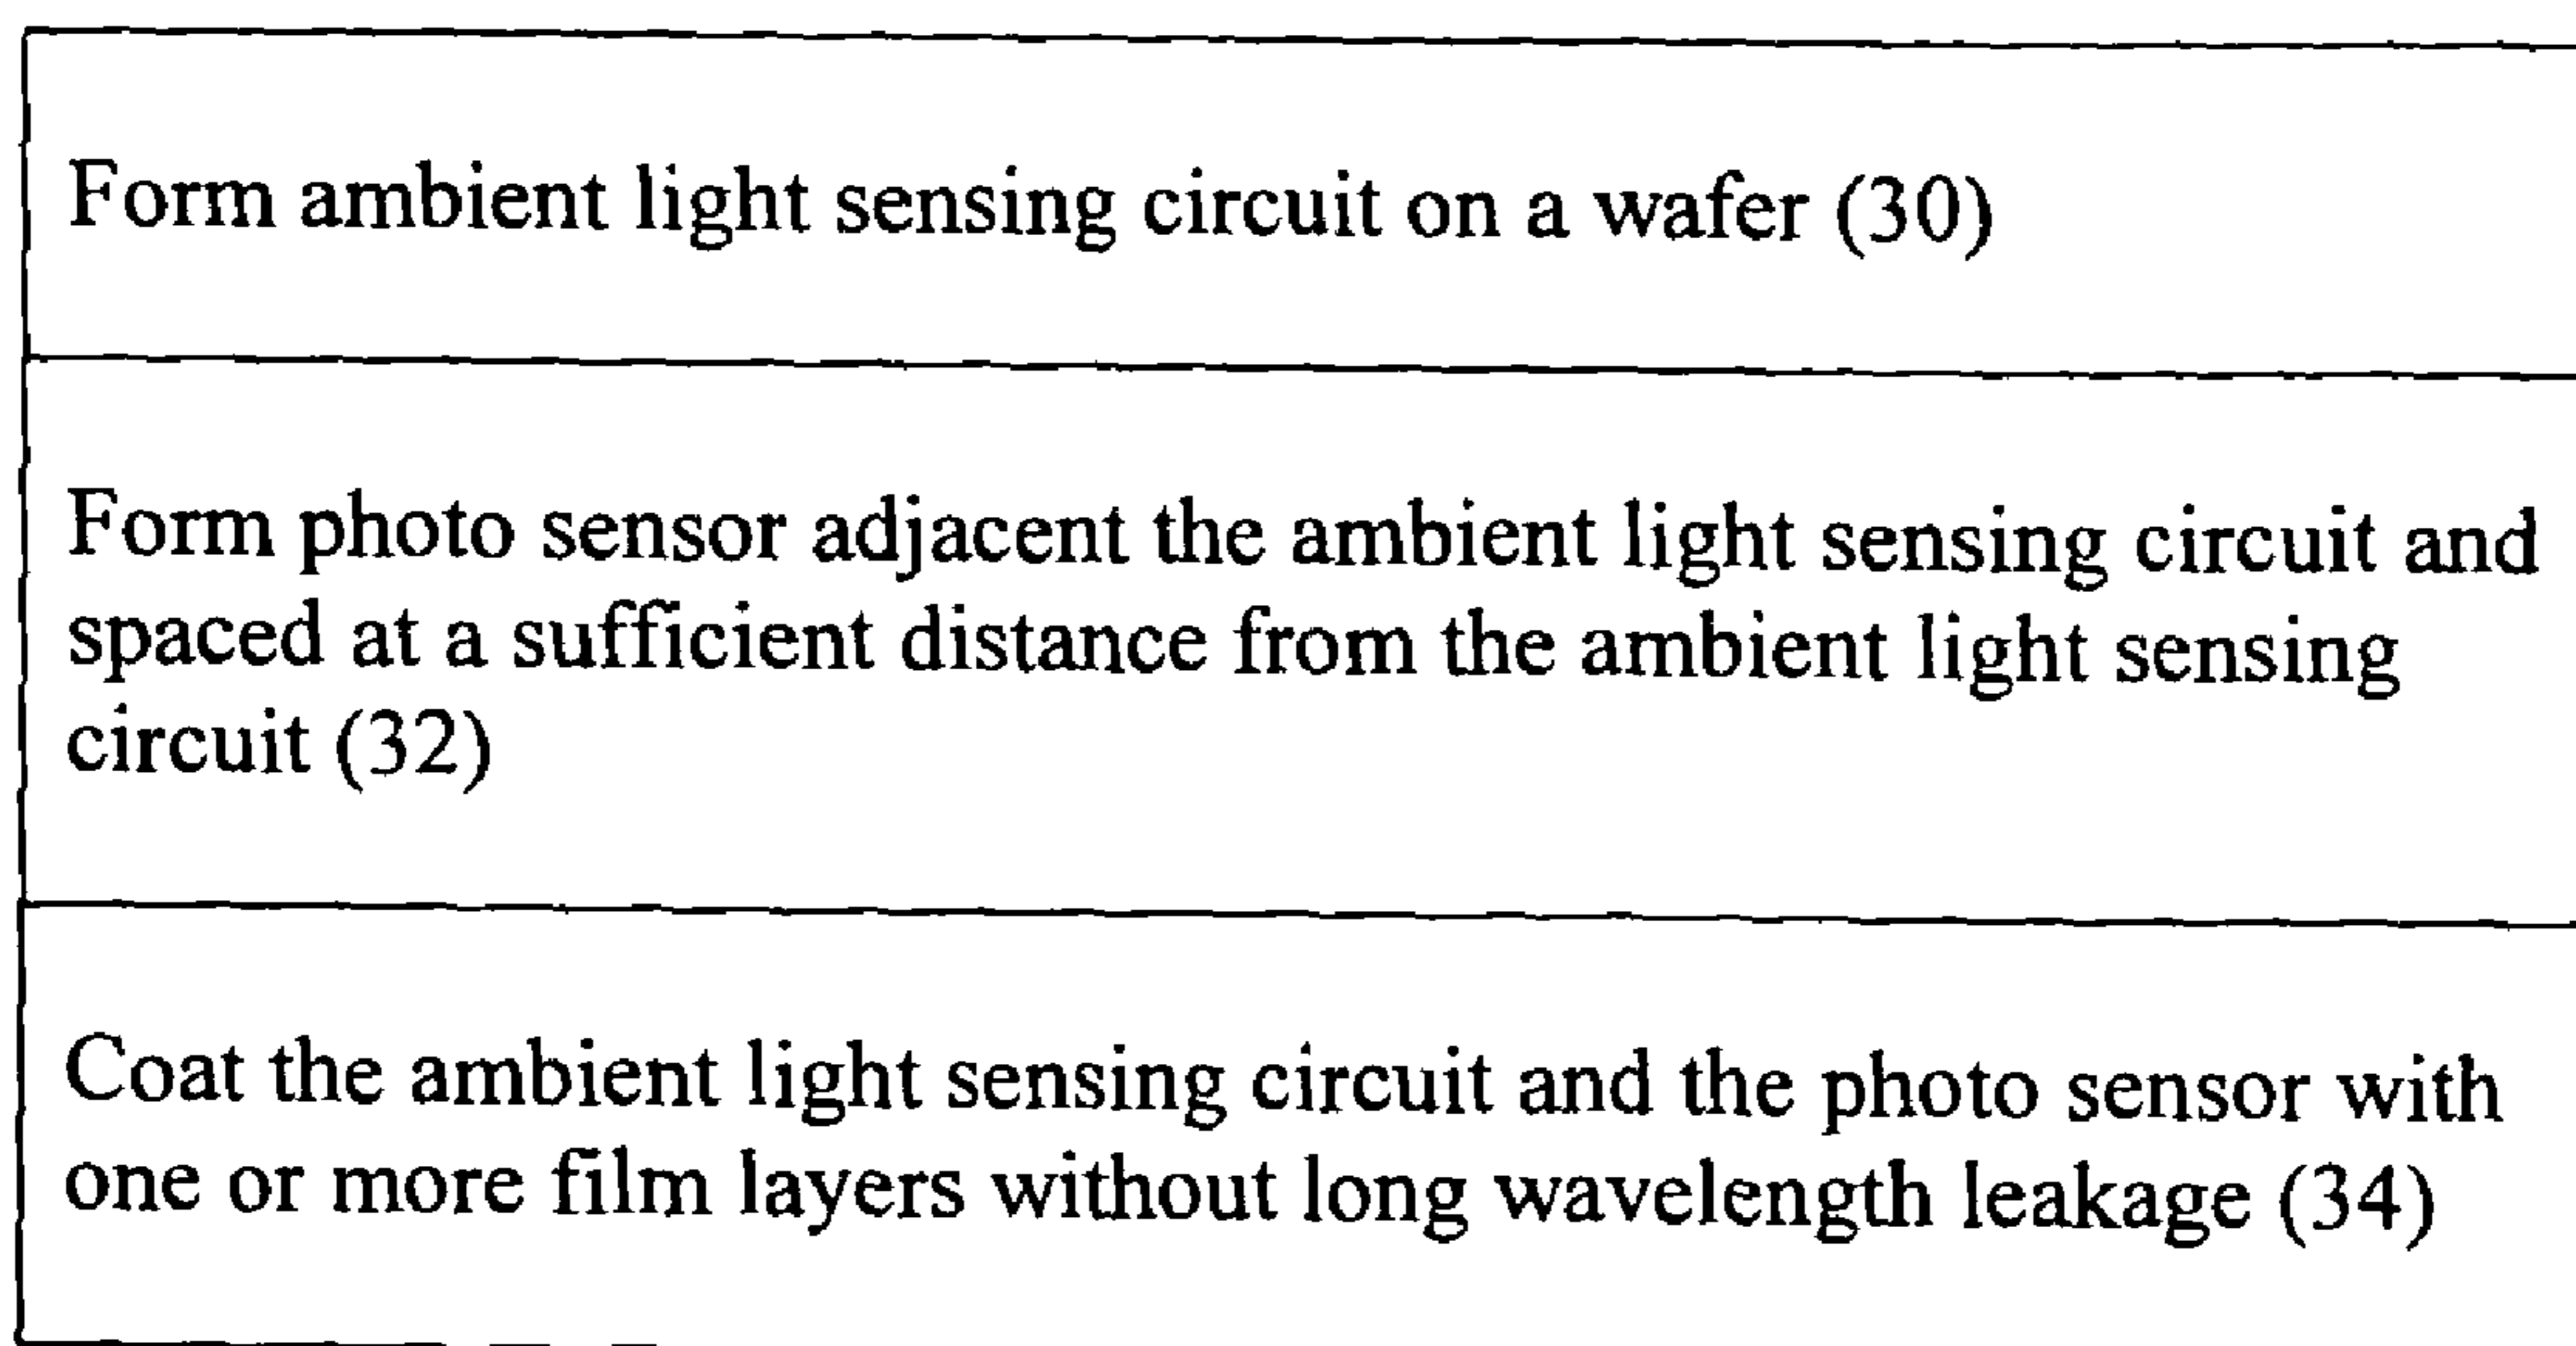 Form ambient light sensing circuit on a wafer (30)
Form photo sensor adjacent the ambient light sensing circuit and
spaced at a sufficient distance from the ambient light sensing
circuit (32)
Coat the ambient light sensing circuit and the photo sensor with
one or more film layers without long wavelength leakage (34)